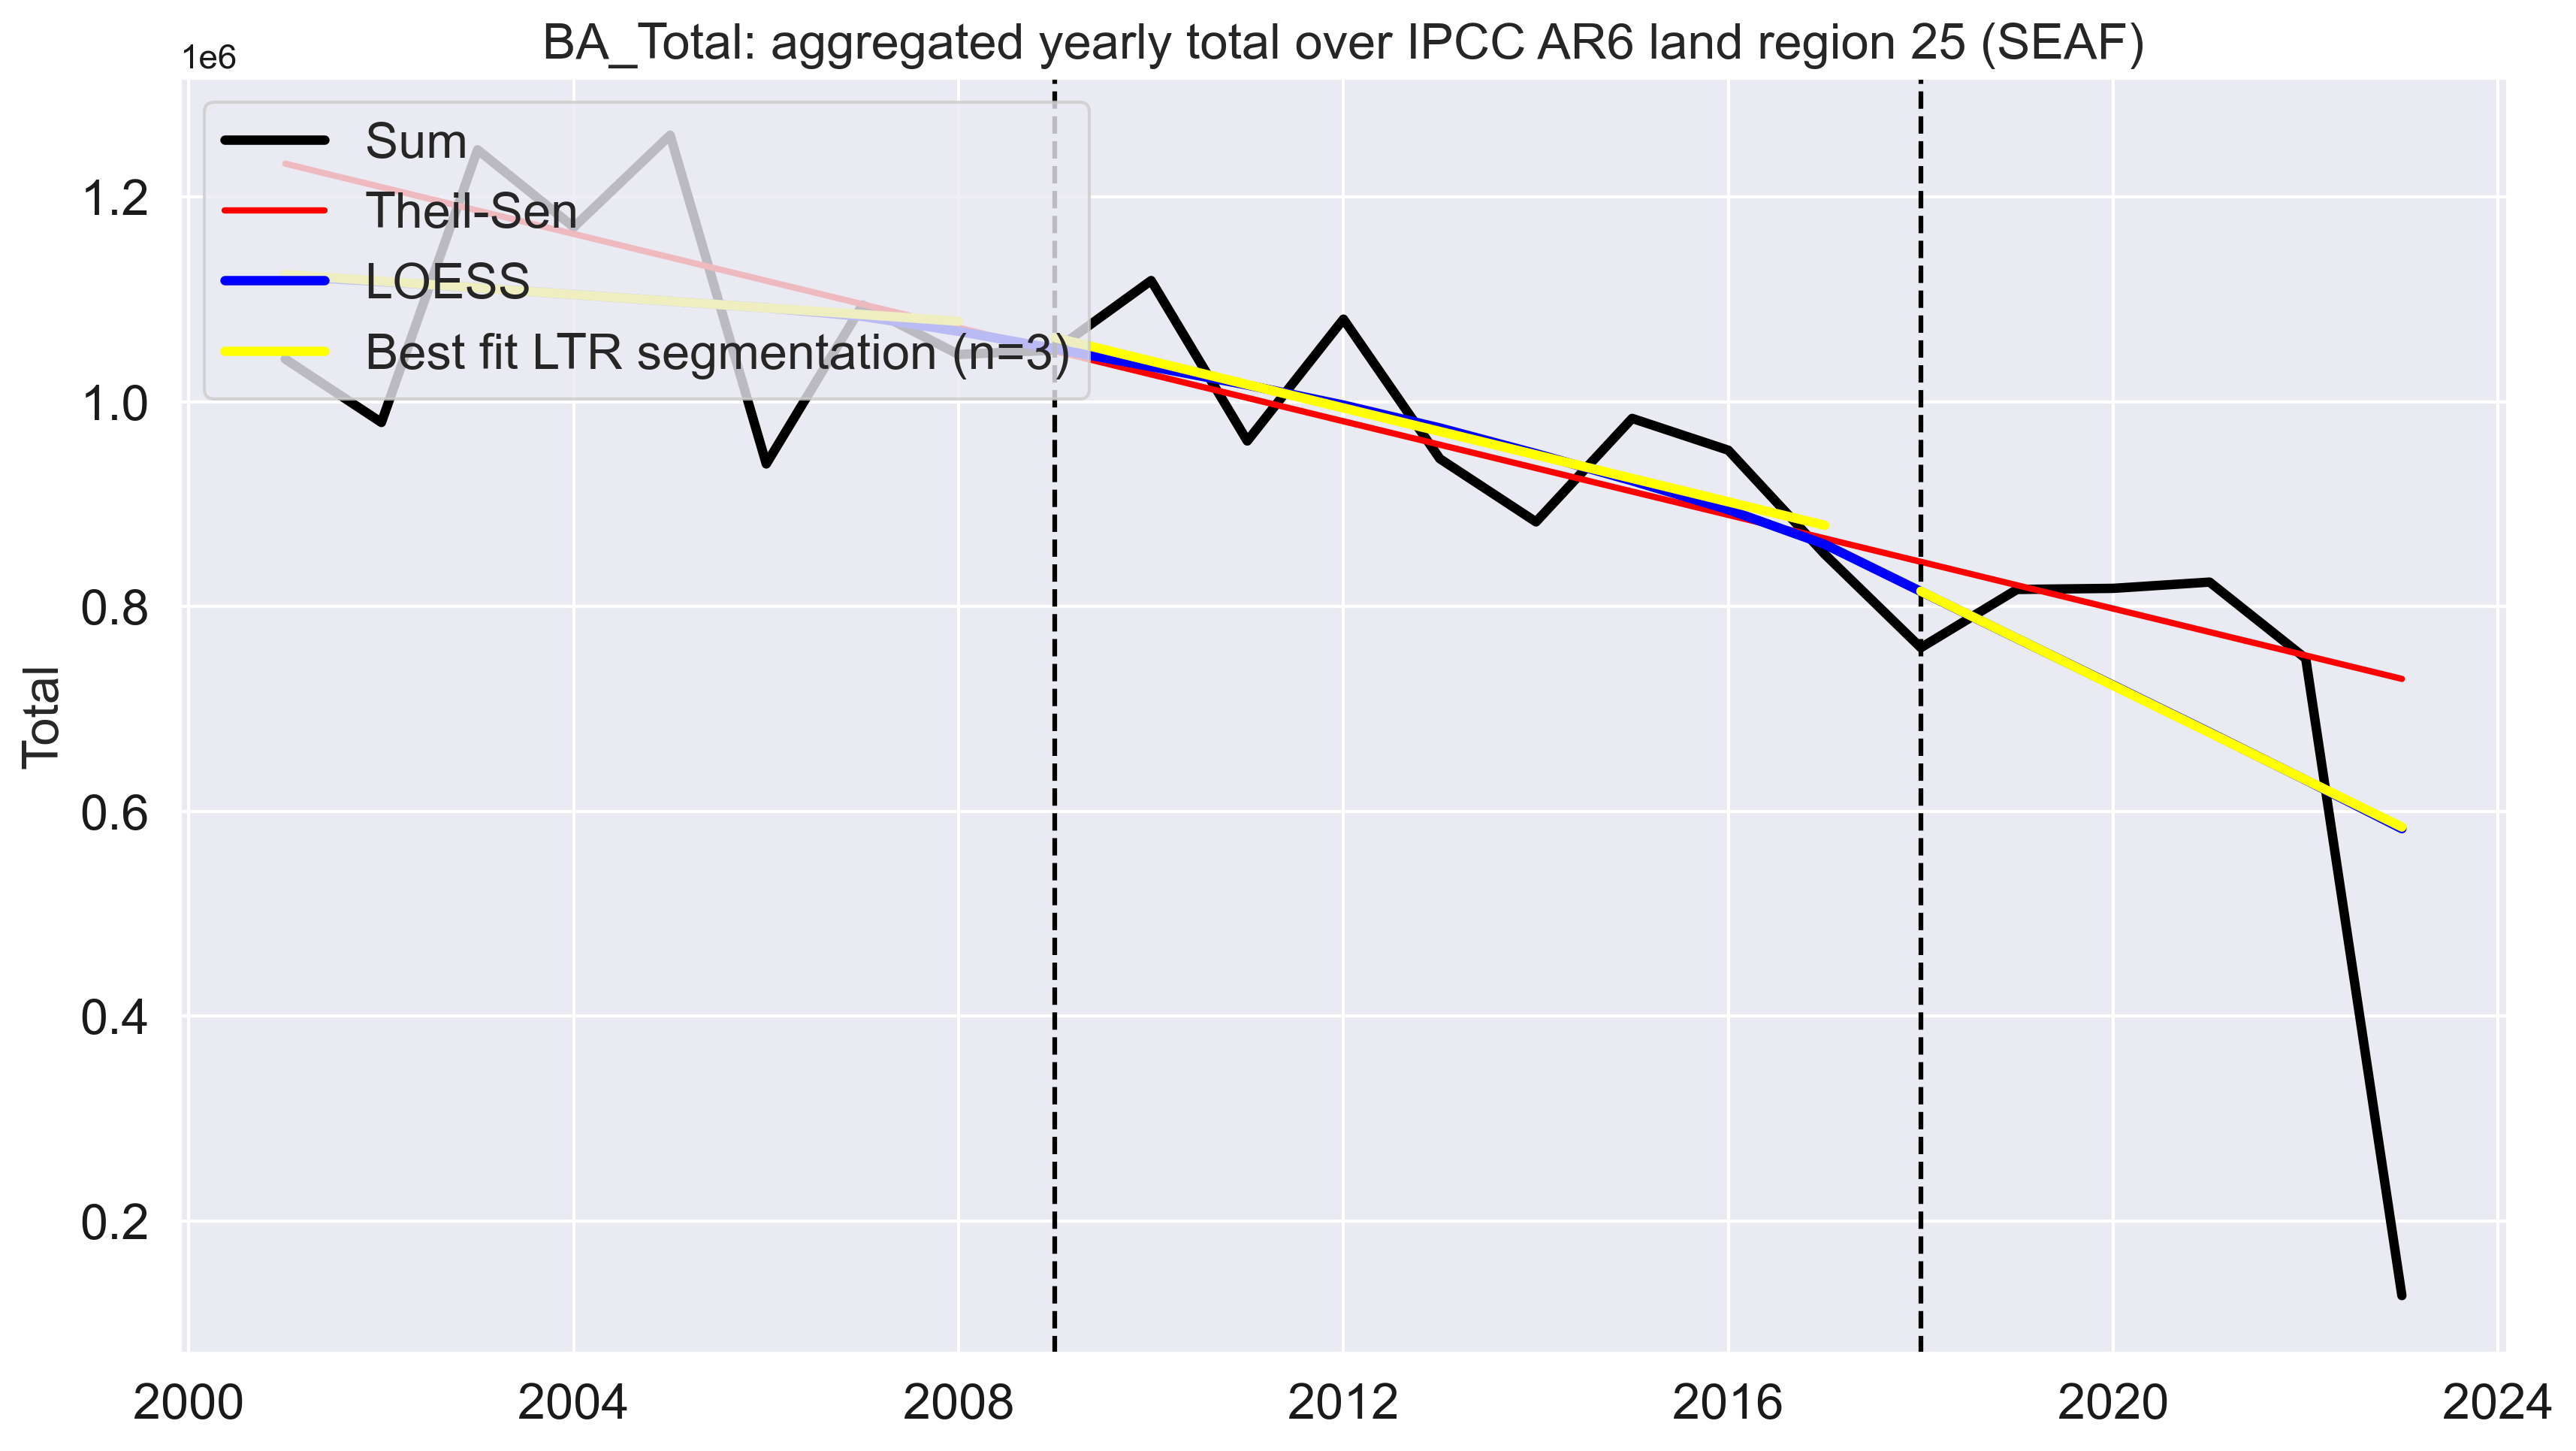 BA_Total: aggregated yearly total over IPCC AR6 land region 25 (SEAF)
1e6
Sum
Theil-Sen
LOESS
Best fit LTR segmentation (n=3)
1.2
1.0
0.8
0.6
0.4
0.2
Total
2000 2004 2008 2012 2016 2020 2024